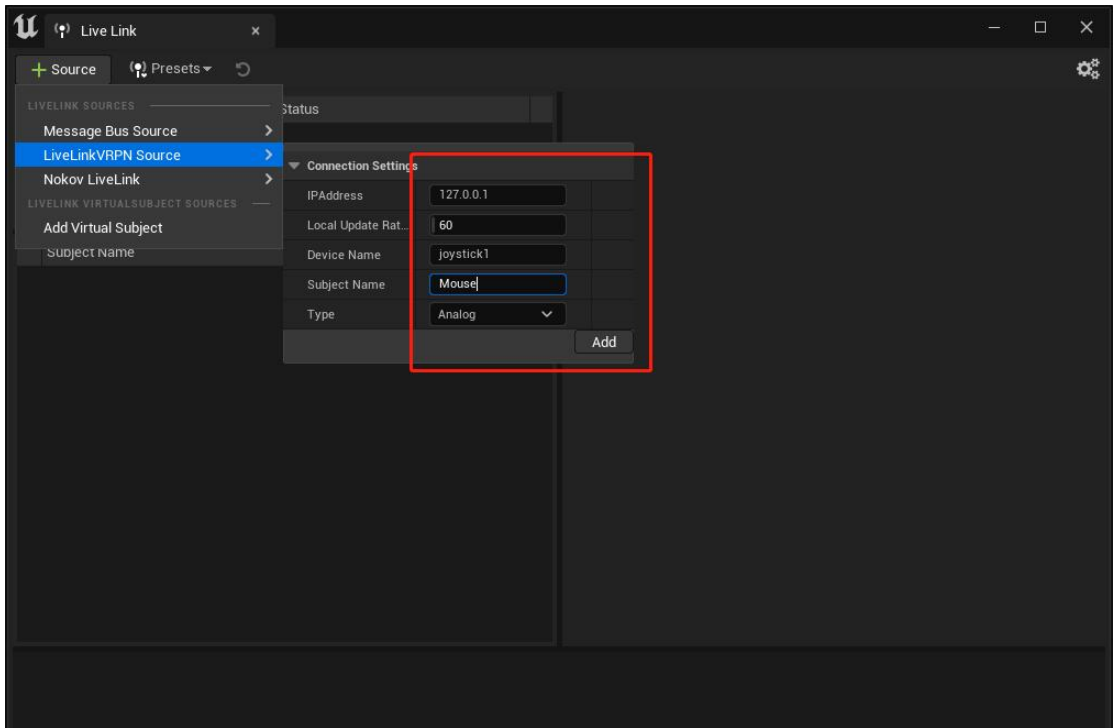 Live Link
Source
Presets
LIVELINK SOURCES
Status
Message Bus Source
LiveLinkVRPN Source
Nokov LiveLink
LIVELINK VIRTUALSUBJECT SOURCES
Add Virtual Subject
Subject Name
Connection Settings
IPAddress 127.0.0.1
Local Update Rat... 60
Device Name joystick1
Subject Name Mouse
Type Analog
Add